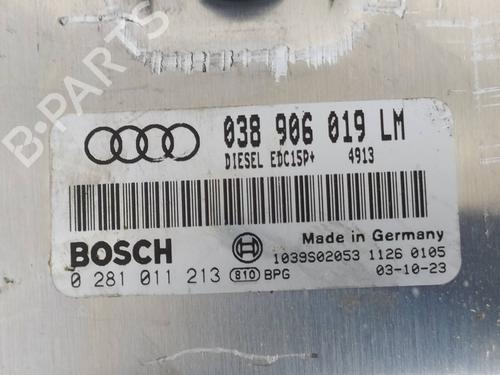 B-PARTS
038 906 019 LM
DIESEL EDC15P+ 4913
BOSCH
Made in Germany
0 281 011 213 810 BPG
1039S02053 1126 0105
03-10-23